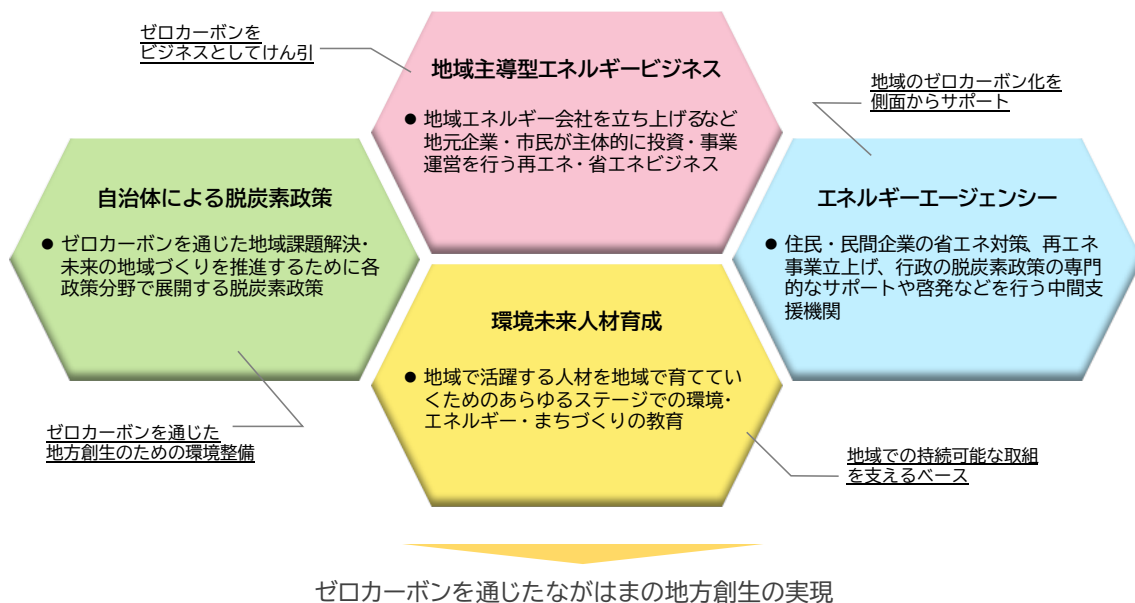 ゼロカーボンを
ビジネスとしてけん引
地域主導型エネルギービジネス
● 地域エネルギー会社を立ち上げるなど
地元企業・市民が主体的に投資・事業
運営を行う再エネ・省エネビジネス
地域のゼロカーボン化を
側面からサポート
自治体による脱炭素政策
● ゼロカーボンを通じた地域課題解決・
未来の地域づくりを推進するために各
政策分野で展開する脱炭素政策
エネルギーエージェンシー
● 住民・民間企業の省エネ対策、再エネ
事業立上げ、行政の脱炭素政策の専門
的なサポートや啓発などを行う中間支
援機関
環境未来人材育成
● 地域で活躍する人材を地域で育ててい
くためのあらゆるステージでの環境・
エネルギー・まちづくりの教育
ゼロカーボンを通じた
地方創生のための環境整備
地域での持続可能な取組
を支えるベース
ゼロカーボンを通じたながはまの地方創生の実現